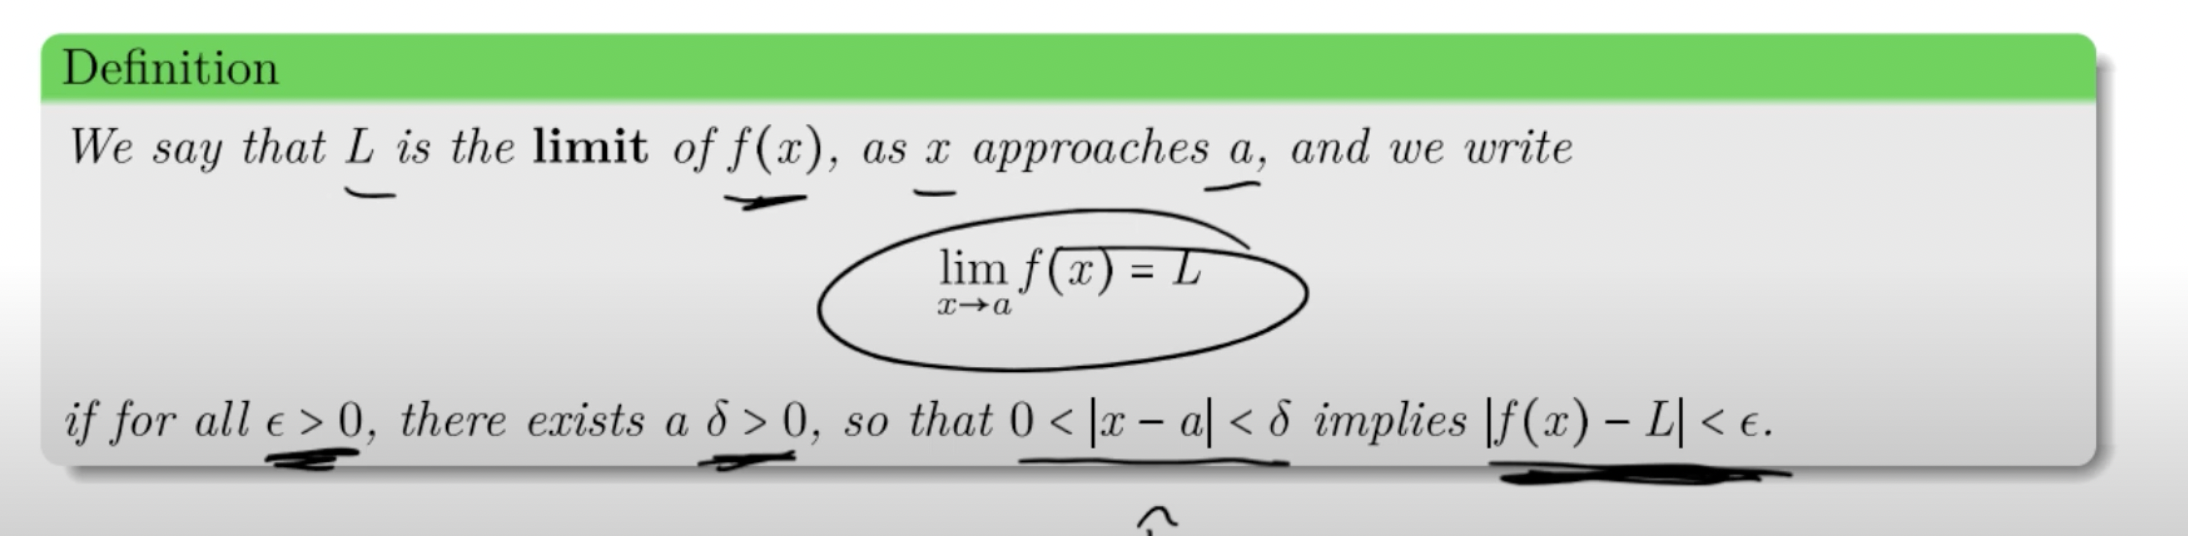 Definition
We say that L is the limit of f(x), as x approaches a, and we write
lim f(x) = L
x→a
if for all ϵ > 0, there exists a δ > 0, so that 0 < |x − a| < δ implies |f(x) − L| < ϵ.